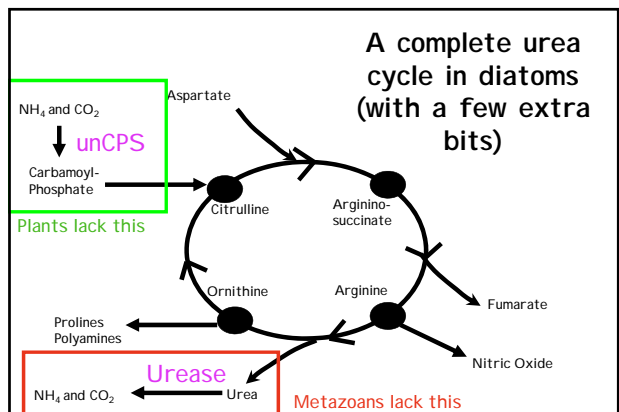 A complete urea
cycle in diatoms
(with a few extra
bits)
NH₄ and CO₂
unCPS
Carbamoyl-
Phosphate
Plants lack this
Aspartate
Citrulline
Arginino-
succinate
Ornithine
Arginine
Fumarate
Prolines
Polyamines
Nitric Oxide
Urease
NH₄ and CO₂
Urea
Metazoans lack this